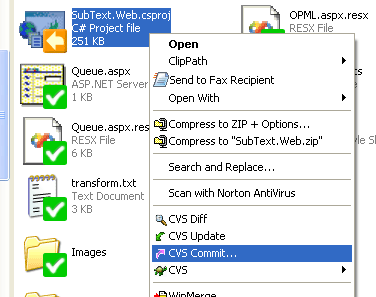 SubText.Web.csproj
C# Project file
251 KB
OPML.aspx.resx
RESX File
Queue.aspx
ASP.NET Server
1 KB
Queue.aspx.res
RESX File
6 KB
transform.txt
Text Document
3 KB
Images
Open
ClipPath
Send to Fax Recipient
Open With
Compress to ZIP + Options...
Compress to "SubText.Web.zip"
Search and Replace...
Scan with Norton AntiVirus
CVS Diff
CVS Update
CVS Commit...
CVS
WinMerge